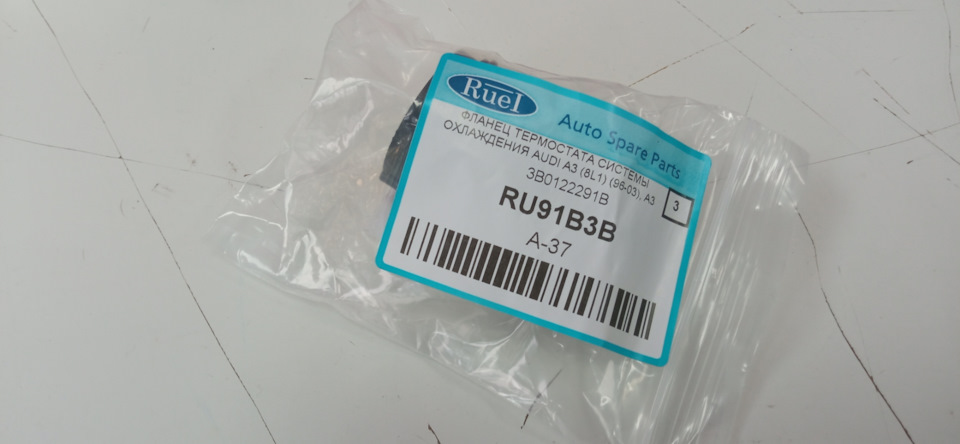 Ruel
Auto Spare Parts
ФЛАНЕЦ ТЕРМОСТАТА СИСТЕМЫ
ОХЛАЖДЕНИЯ AUDI A3 (8L1) (96-03), A3
3B0122291B
3
RU91B3B
A-37